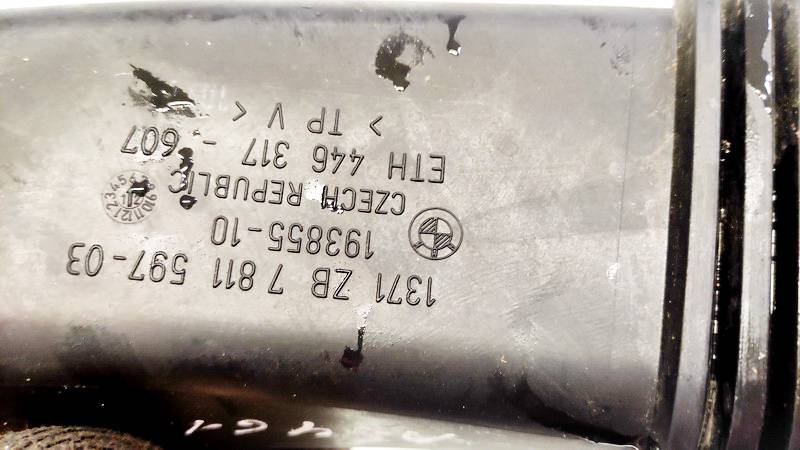 1371 ZB 7 811 597-03
193855-10
CZECH REPUBLIC
ETH 446 317 - 607
> TP V <